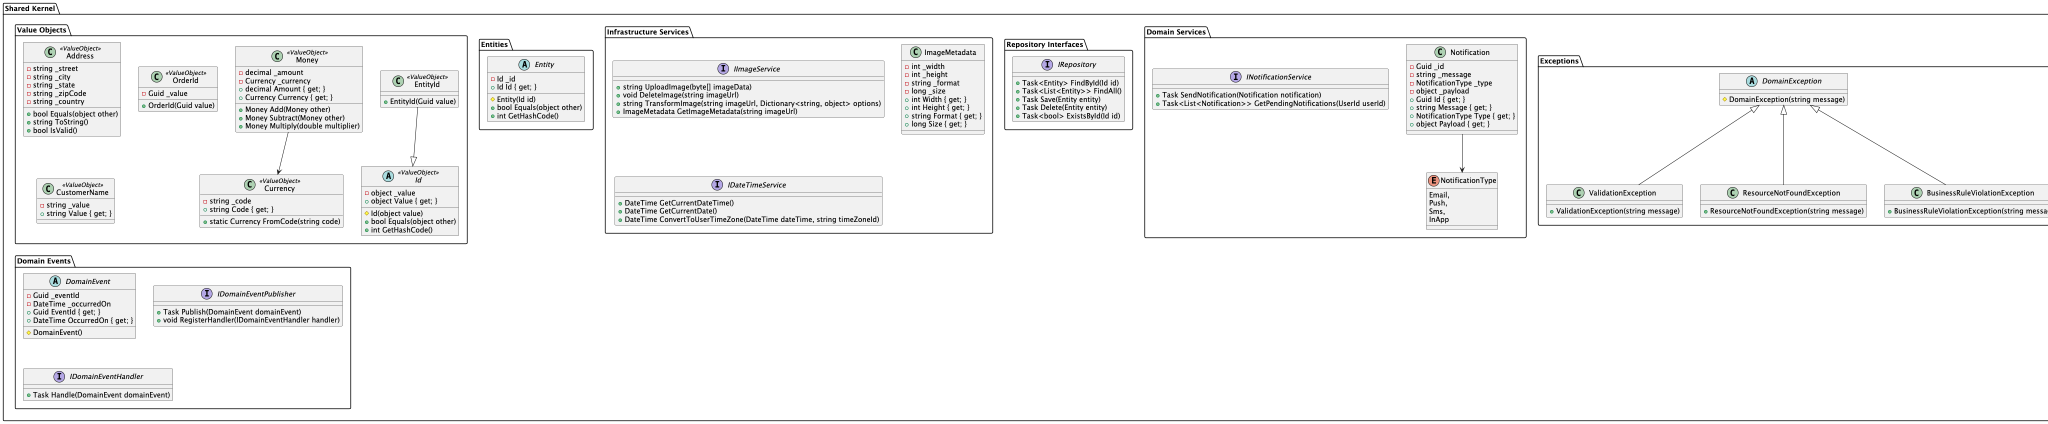 Shared Kernel
Value Objects
C
«ValueObject»
Address
string _street
string _city
string _state
string _zipCode
string _country
bool Equals(object other)
string ToString()
bool IsValid()
C
«ValueObject»
OrderId
Guid _value
OrderId(Guid value)
C
«ValueObject»
Money
decimal _amount
Currency _currency
decimal Amount { get; }
Currency Currency { get; }
Money Add(Money other)
Money Subtract(Money other)
Money Multiply(double multiplier)
C
«ValueObject»
EntityId
EntityId(Guid value)
C
«ValueObject»
CustomerName
string _value
string Value { get; }
C
«ValueObject»
Currency
string _code
string Code { get; }
static Currency FromCode(string code)
A
«ValueObject»
Id
object _value
object Value { get; }
Id(object value)
bool Equals(object other)
int GetHashCode()
Entities
A Entity
Id _id
Id Id { get; }
Entity(Id id)
bool Equals(object other)
int GetHashCode()
Infrastructure Services
I IImageService
string UploadImage(byte[] imageData)
void DeleteImage(string imageUrl)
string TransformImage(string imageUrl, Dictionary<string, object> options)
ImageMetadata GetImageMetadata(string imageUrl)
C ImageMetadata
int _width
int _height
string _format
long _size
int Width { get; }
int Height { get; }
string Format { get; }
long Size { get; }
I IDateTimeService
DateTime GetCurrentDateTime()
DateTime GetCurrentDate()
DateTime ConvertToUserTimeZone(DateTime dateTime, string timeZoneId)
Repository Interfaces
I IRepository
Task<Entity> FindById(Id id)
Task<List<Entity>> FindAll()
Task Save(Entity entity)
Task Delete(Entity entity)
Task<bool> ExistsById(Id id)
Domain Services
I INotificationService
Task SendNotification(Notification notification)
Task<List<Notification>> GetPendingNotifications(UserId userId)
C Notification
Guid _id
string _message
NotificationType _type
object _payload
Guid Id { get; }
string Message { get; }
NotificationType Type { get; }
object Payload { get; }
E NotificationType
Email,
Push,
Sms,
InApp
Exceptions
A DomainException
DomainException(string message)
C ValidationException
ValidationException(string message)
C ResourceNotFoundException
ResourceNotFoundException(string message)
C BusinessRuleViolationException
BusinessRuleViolationException(string
Domain Events
A DomainEvent
Guid _eventId
DateTime _occurredOn
Guid EventId { get; }
DateTime OccurredOn { get; }
DomainEvent()
I IDomainEventPublisher
Task Publish(DomainEvent domainEvent)
void RegisterHandler(IDomainEventHandler handler)
I IDomainEventHandler
Task Handle(DomainEvent domainEvent)